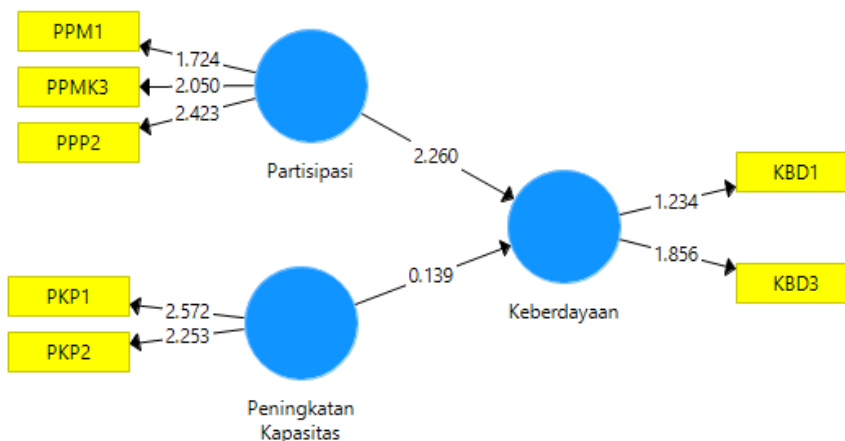 PPM1
1.724
PPMK3
2.050
PPP2
2.423
Partisipasi
2.260
KBD1
1.234
1.856
KBD3
Keberdayaan
0.139
PKP1
2.572
PKP2
2.253
Peningkatan
Kapasitas